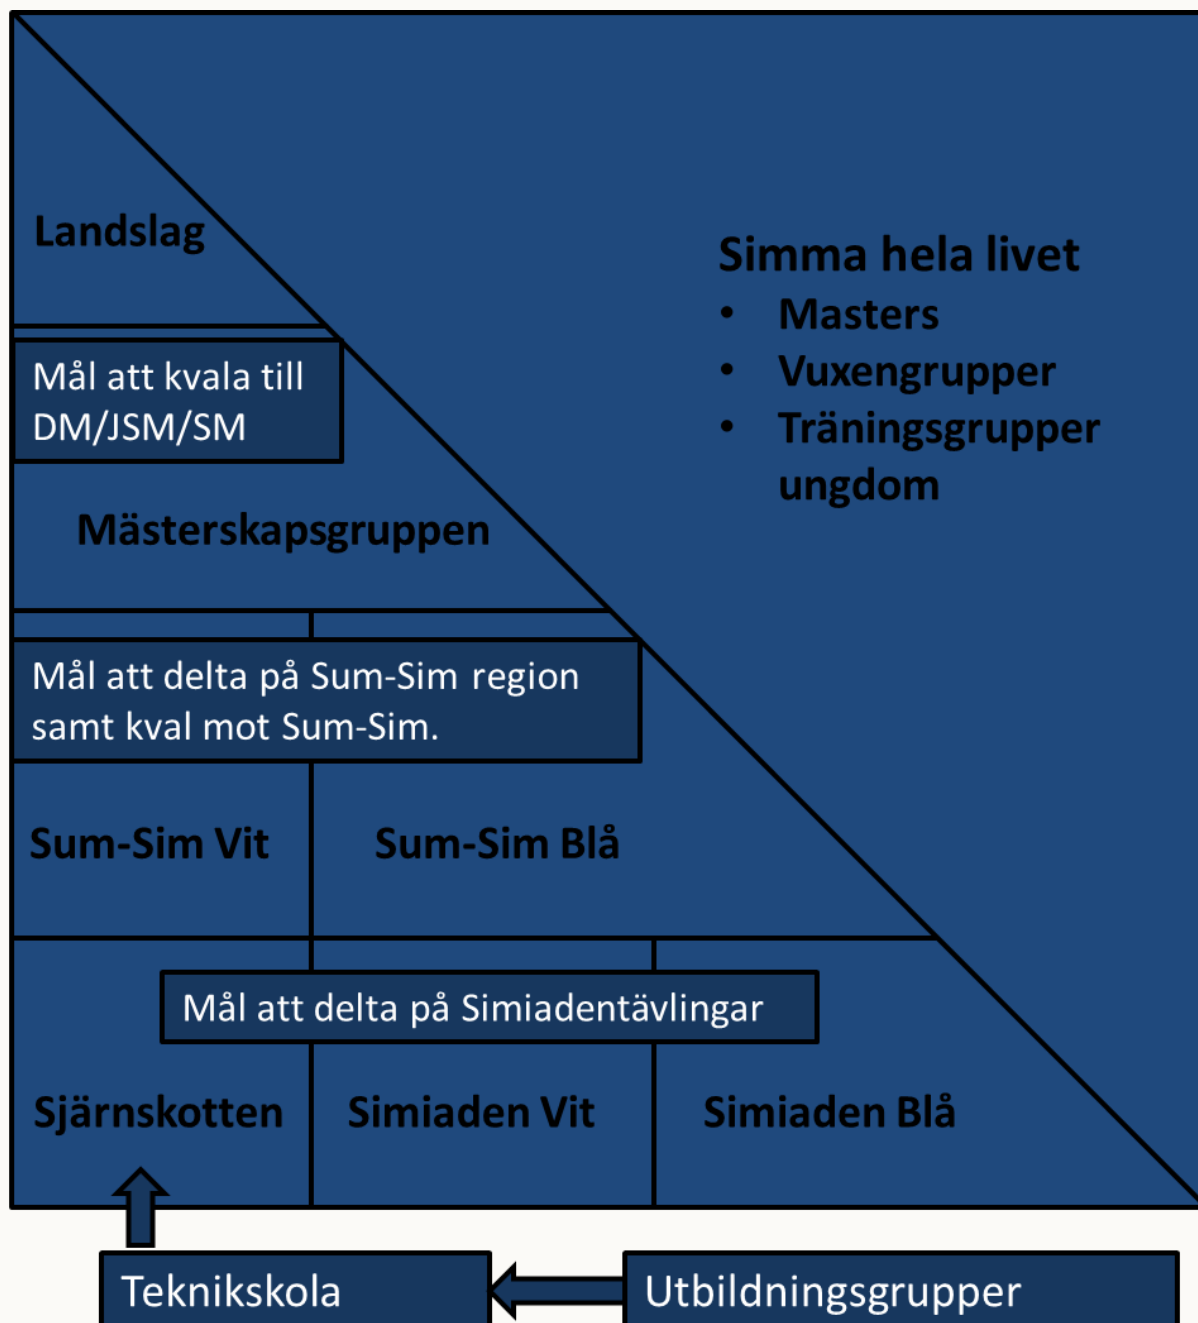 Landslag
Simma hela livet
• Masters
• Vuxengrupper
• Träningsgrupper
ungdom
Mål att kvala till
DM/JSM/SM
Mästerskapsgruppen
Mål att delta på Sum-Sim region
samt kval mot Sum-Sim.
Sum-Sim Vit
Sum-Sim Blå
Mål att delta på Simiadentävlingar
Sjärnskotten
Simiaden Vit
Simiaden Blå
Teknikskola
Utbildningsgrupper